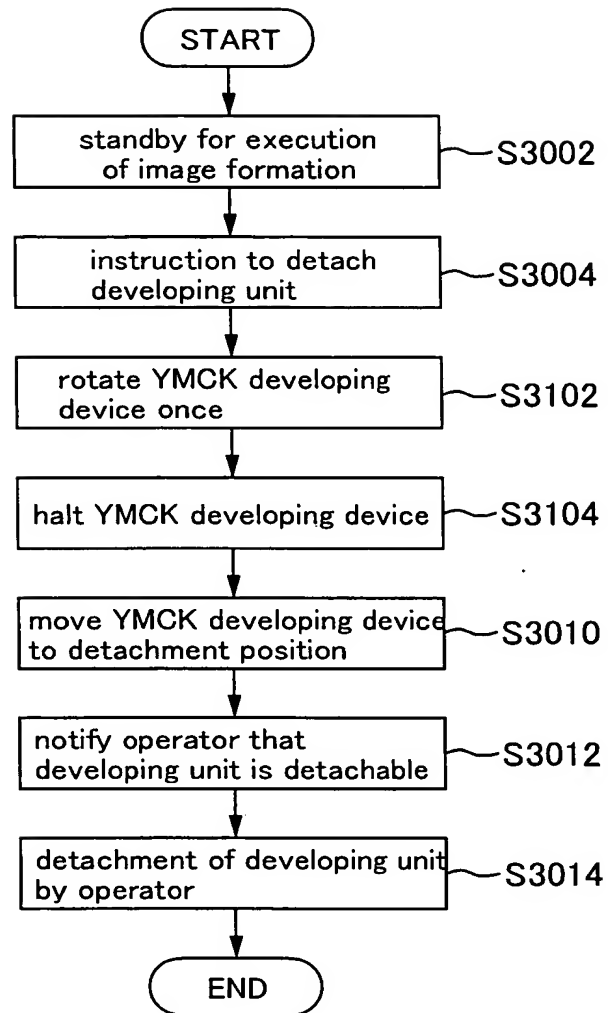 START
standby for execution
of image formation
S3002
instruction to detach
developing unit
S3004
rotate YMCK developing
device once
S3102
halt YMCK developing device
S3104
move YMCK developing device
to detachment position
S3010
notify operator that
developing unit is detachable
S3012
detachment of developing unit
by operator
S3014
END